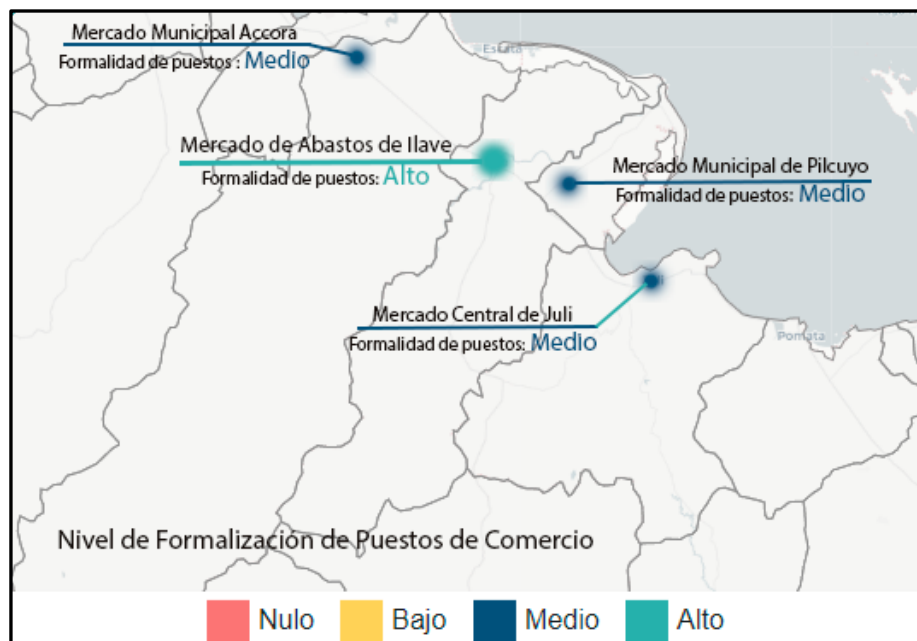 Mercado Municipal Accora
Formalidad de puestos : Medio
Mercado de Abastos de Ilave
Formalidad de puestos: Alto
Mercado Municipal de Pilcuyo
Formalidad de puestos: Medio
Mercado Central de Juli
Formalidad de puestos: Medio
Pomata
Nivel de Formalización de Puestos de Comercio
Nulo
Bajo
Medio
Alto